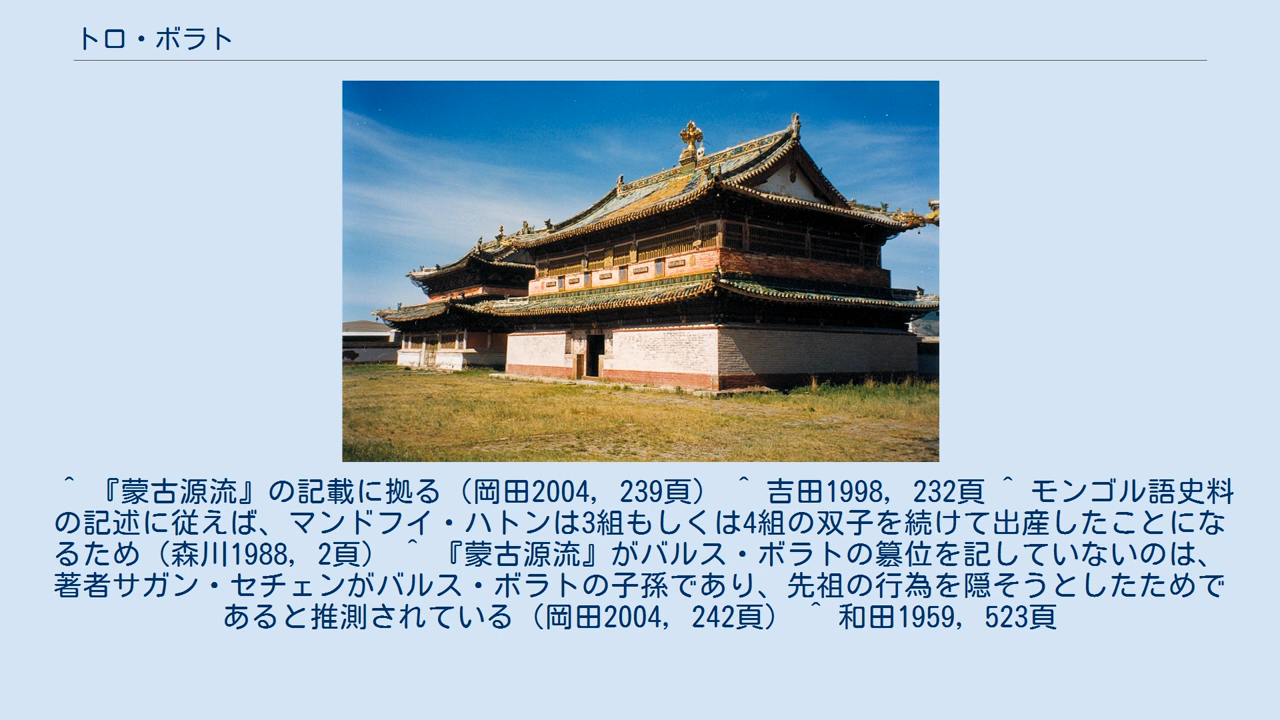 トロ・ボラト
^ 『蒙古源流』の記載に拠る（岡田2004, 239頁） ^ 吉田1998, 232頁 ^ モンゴル語史料
の記述に従えば、マンドフイ・ハトンは3組もしくは4組の双子を続けて出産したことにな
るため（森川1988, 2頁） ^ 『蒙古源流』がバルス・ボラトの簒位を記していないのは、
著者サガン・セチェンがバルス・ボラトの子孫であり、先祖の行為を隠そうとしたためで
あると推測されている（岡田2004, 242頁） ^ 和田1959, 523頁